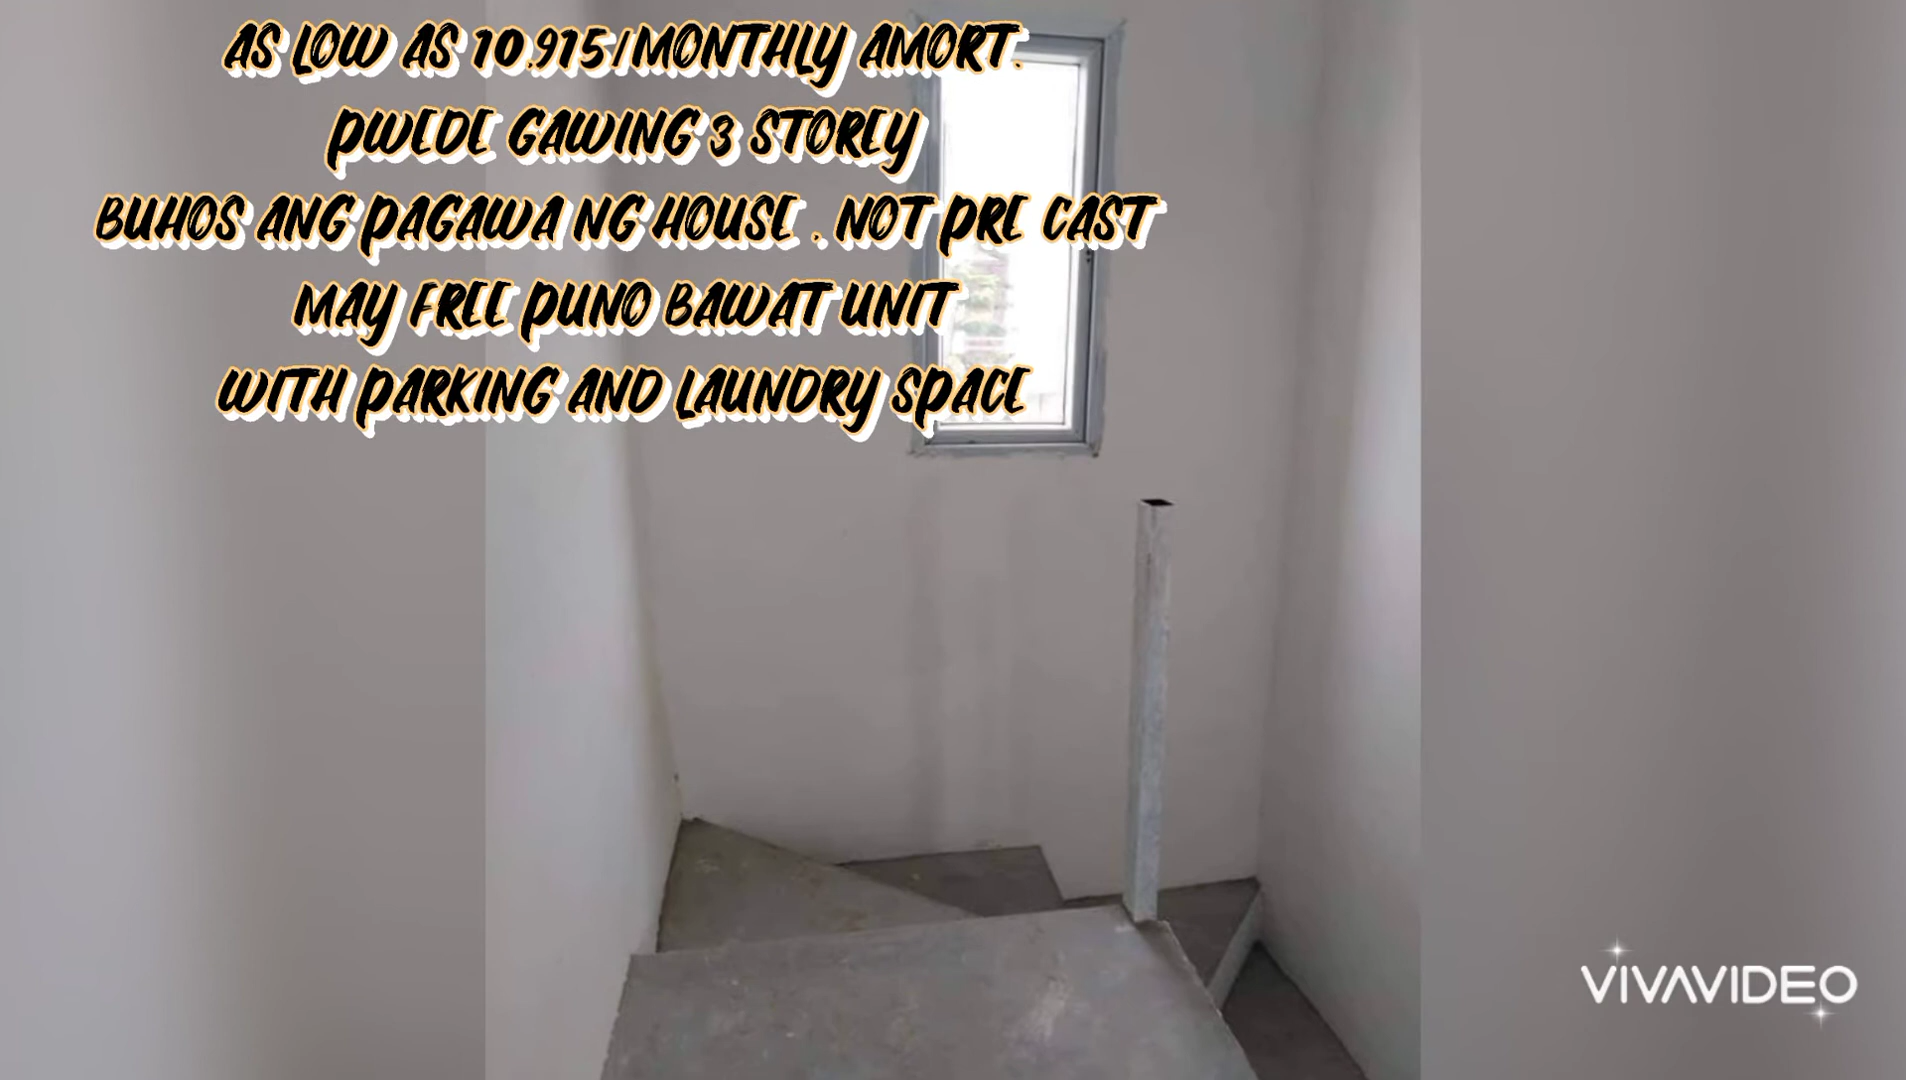 AS LOW AS 10.915/MONTHLY AMORT.
PWEDE GAWING 3 STOREY
BUHOS ANG PAGAWA NG HOUSE . NOT PRE CAST
MAY FREE PUNO BAWAT UNIT
WITH PARKING AND LAUNDRY SPACE
VIVAVIDEO